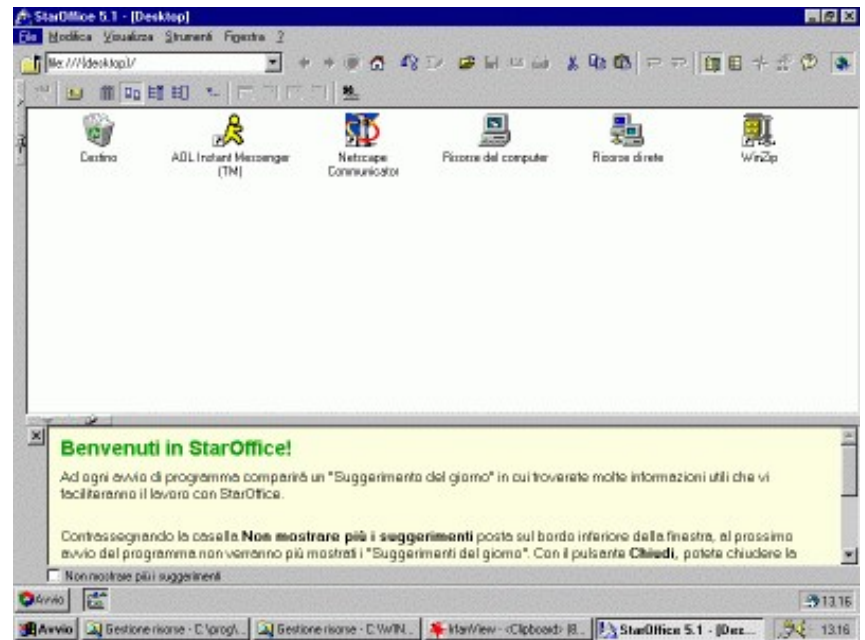 StarOffice 5.1 - [Desktop]
File Modifica Visualizza Strumenti Finestra ?
file:///[desktop]/
Cestino
AOL Instant Messenger (TM)
Netscape Communicator
Risorse del computer
Risorse di rete
WinZip
Benvenuti in StarOffice!
Ad ogni avvio di programma comparirà un "Suggerimento del giorno" in cui troverete molte informazioni utili che vi
faciliteranno il lavoro con StarOffice.
Contrassegnando la casella Non mostrare più i suggerimenti posta sul bordo inferiore della finestra, al prossimo
avvio del programma non verranno più mostrati i "Suggerimenti del giorno". Con il pulsante Chiudi, potete chiudere la
Non mostrare più i suggerimenti
Avvio
13.16
Avvio
Gestione risorse - C:\prog\...
Gestione risorse - C:\WIN...
IrfanView - <Clipboard> (8...
StarOffice 5.1 - [Des...
13.16